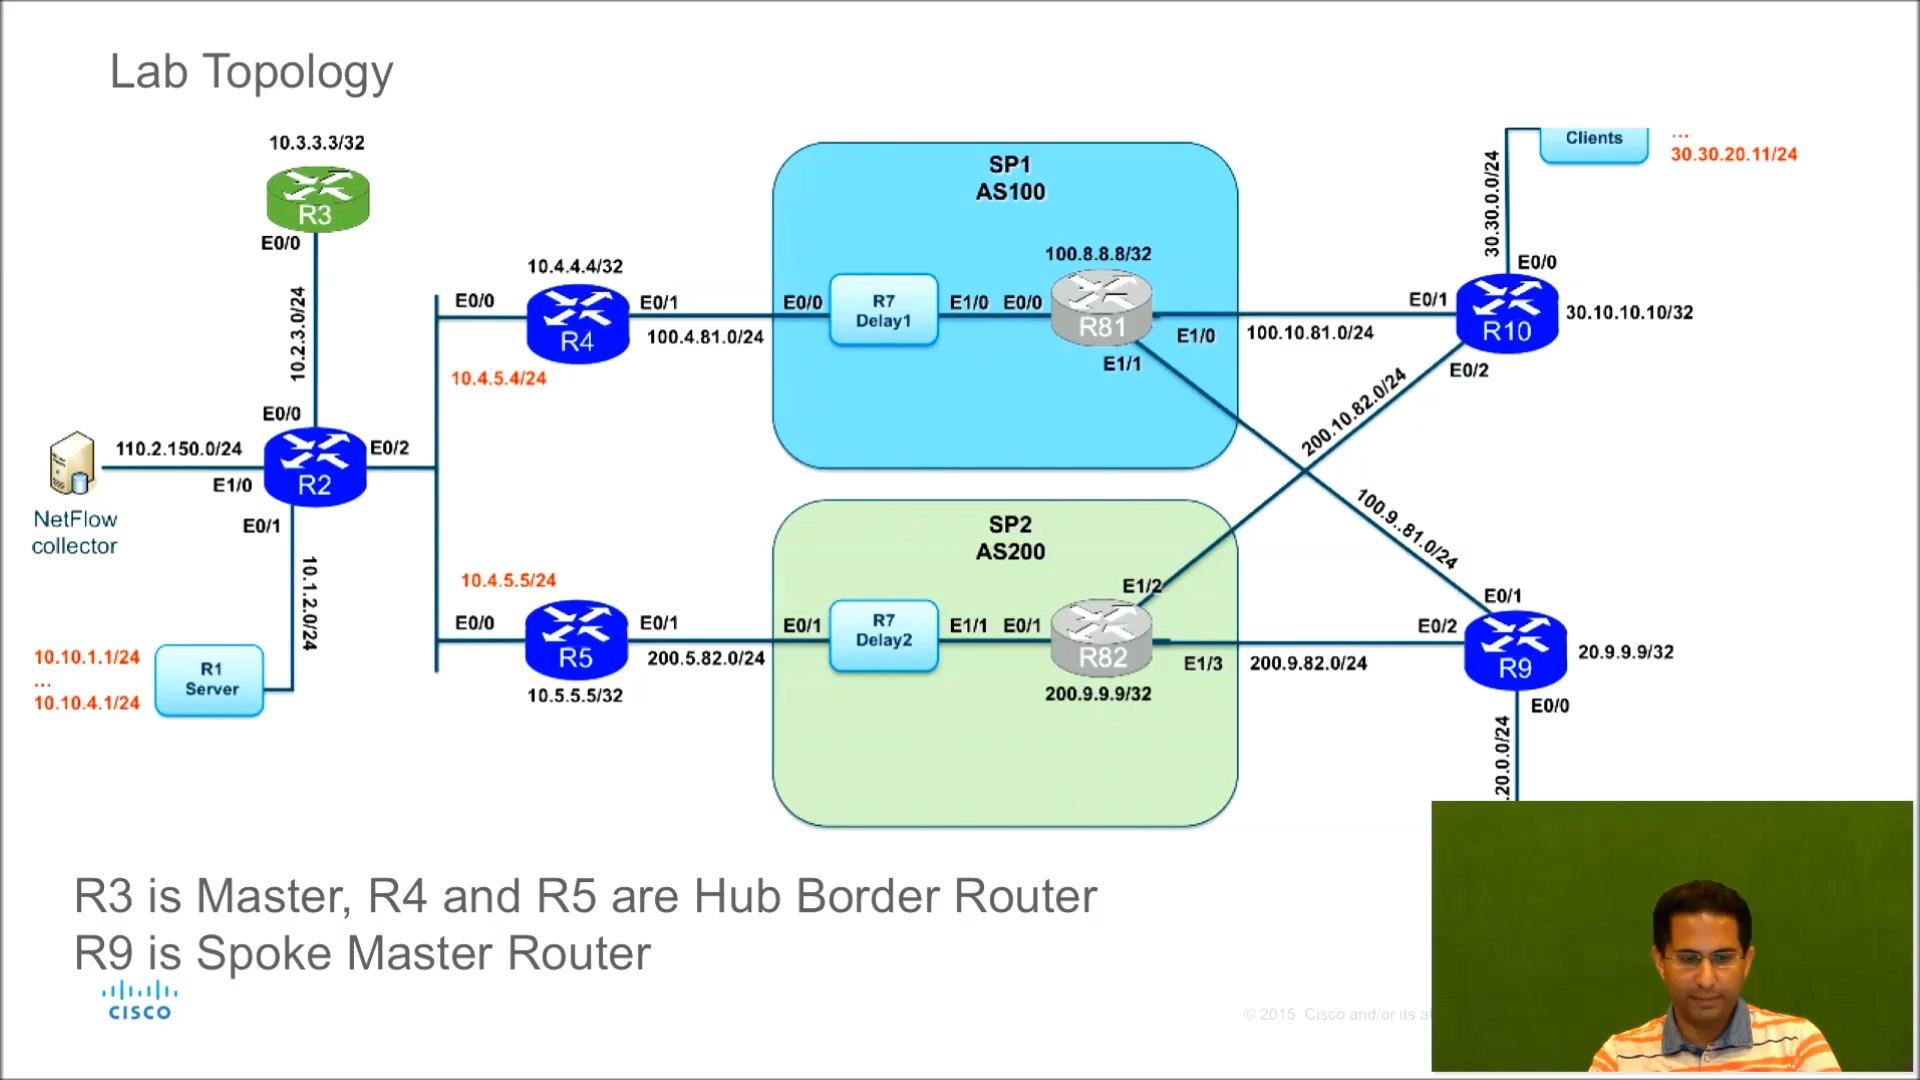 Lab Topology
10.3.3.3/32
R3
E0/0
10.2.3.0/24
E0/0
110.2.150.0/24
E1/0
R2
E0/2
NetFlow
collector
E0/1
10.1.2.0/24
10.10.1.1/24
...
10.10.4.1/24
R1
Server
E0/0
10.4.4.4/32
R4
E0/1
100.4.81.0/24
10.4.5.4/24
10.4.5.5/24
E0/0
R5
E0/1
200.5.82.0/24
10.5.5.5/32
SP1
AS100
E0/0
R7
Delay1
E1/0
E0/0
100.8.8.8/32
R81
E1/0
E1/1
SP2
AS200
E0/1
R7
Delay2
E1/1
E0/1
E1/2
R82
E1/3
200.9.9.9/32
100.10.81.0/24
200.10.82.0/24
100.9..81.0/24
200.9.82.0/24
30.30.0.0/24
Clients
...
30.30.20.11/24
E0/0
E0/1
R10
30.10.10.10/32
E0/2
E0/1
E0/2
R9
20.9.9.9/32
E0/0
.20.0.0/24
R3 is Master, R4 and R5 are Hub Border Router
R9 is Spoke Master Router
CISCO
© 2015 Cisco and/or its